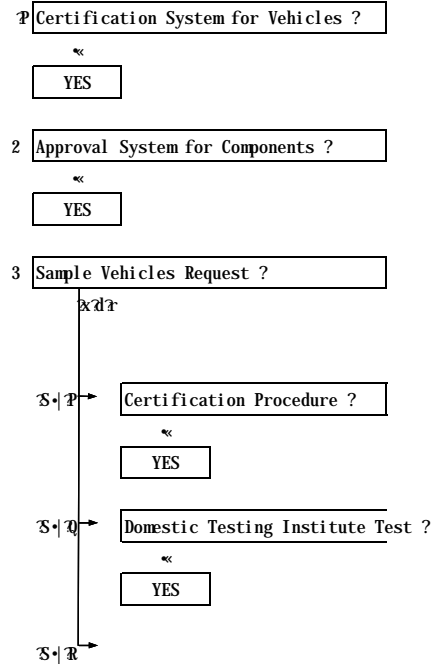 Certification System for Vehicles ?
YES
2 Approval System for Components ?
YES
3 Sample Vehicles Request ?
Certification Procedure ?
YES
Domestic Testing Institute Test ?
YES